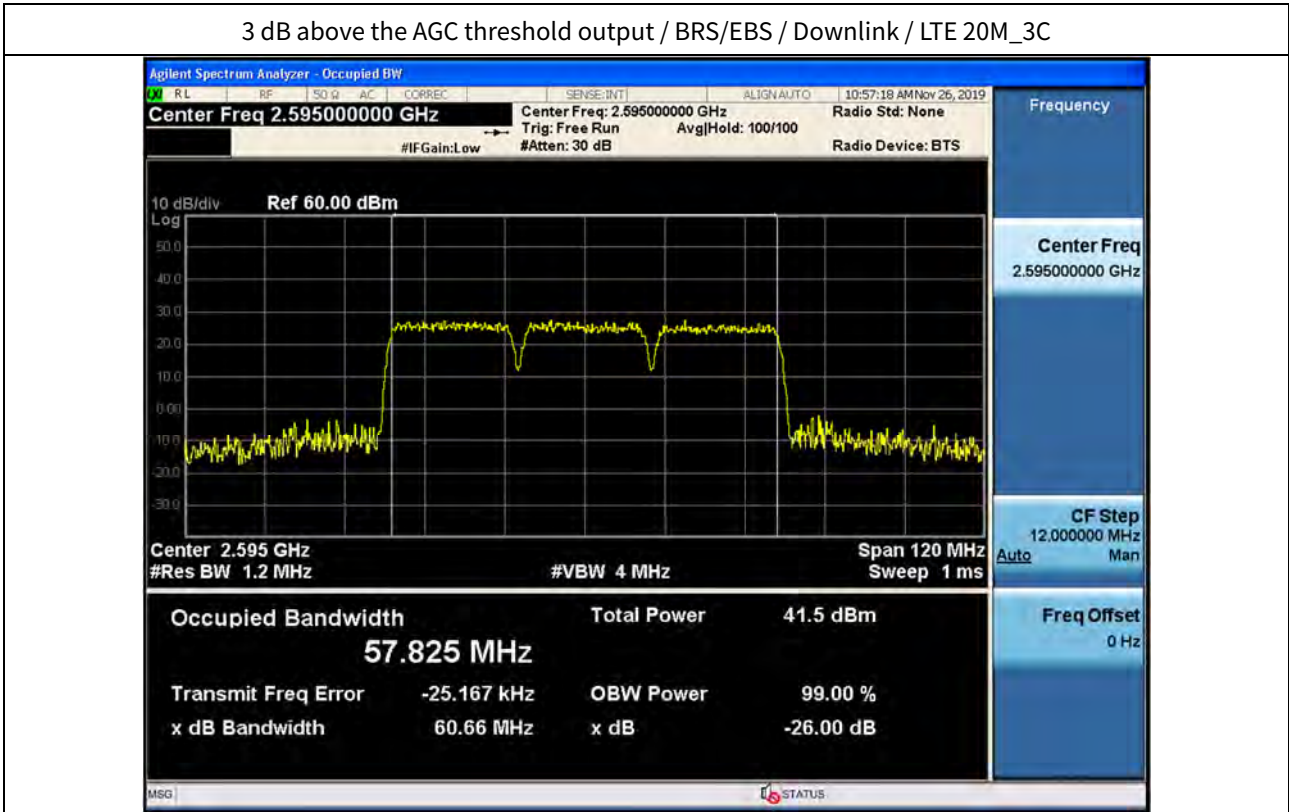 3 dB above the AGC threshold output / BRS/EBS / Downlink / LTE 20M_3C
Agilent Spectrum Analyzer - Occupied BW
LXI RL RF 50 Ω AC CORREC SENSE:INT ALIGN AUTO 10:57:18 AM Nov 26, 2019
Center Freq 2.595000000 GHz
Center Freq: 2.595000000 GHz Radio Std: None
Trig: Free Run Avg|Hold: 100/100
#IFGain:Low #Atten: 30 dB Radio Device: BTS
Frequency
10 dB/div Ref 60.00 dBm
Log
50.0
40.0
30.0
20.0
10.0
0.00
-10.0
-20.0
-30.0
Center 2.595 GHz Span 120 MHz
#Res BW 1.2 MHz #VBW 4 MHz Sweep 1 ms
Center Freq
2.595000000 GHz
CF Step
12.000000 MHz
Auto Man
Freq Offset
0 Hz
Occupied Bandwidth Total Power 41.5 dBm
57.825 MHz
Transmit Freq Error -25.167 kHz OBW Power 99.00 %
x dB Bandwidth 60.66 MHz x dB -26.00 dB
MSG STATUS